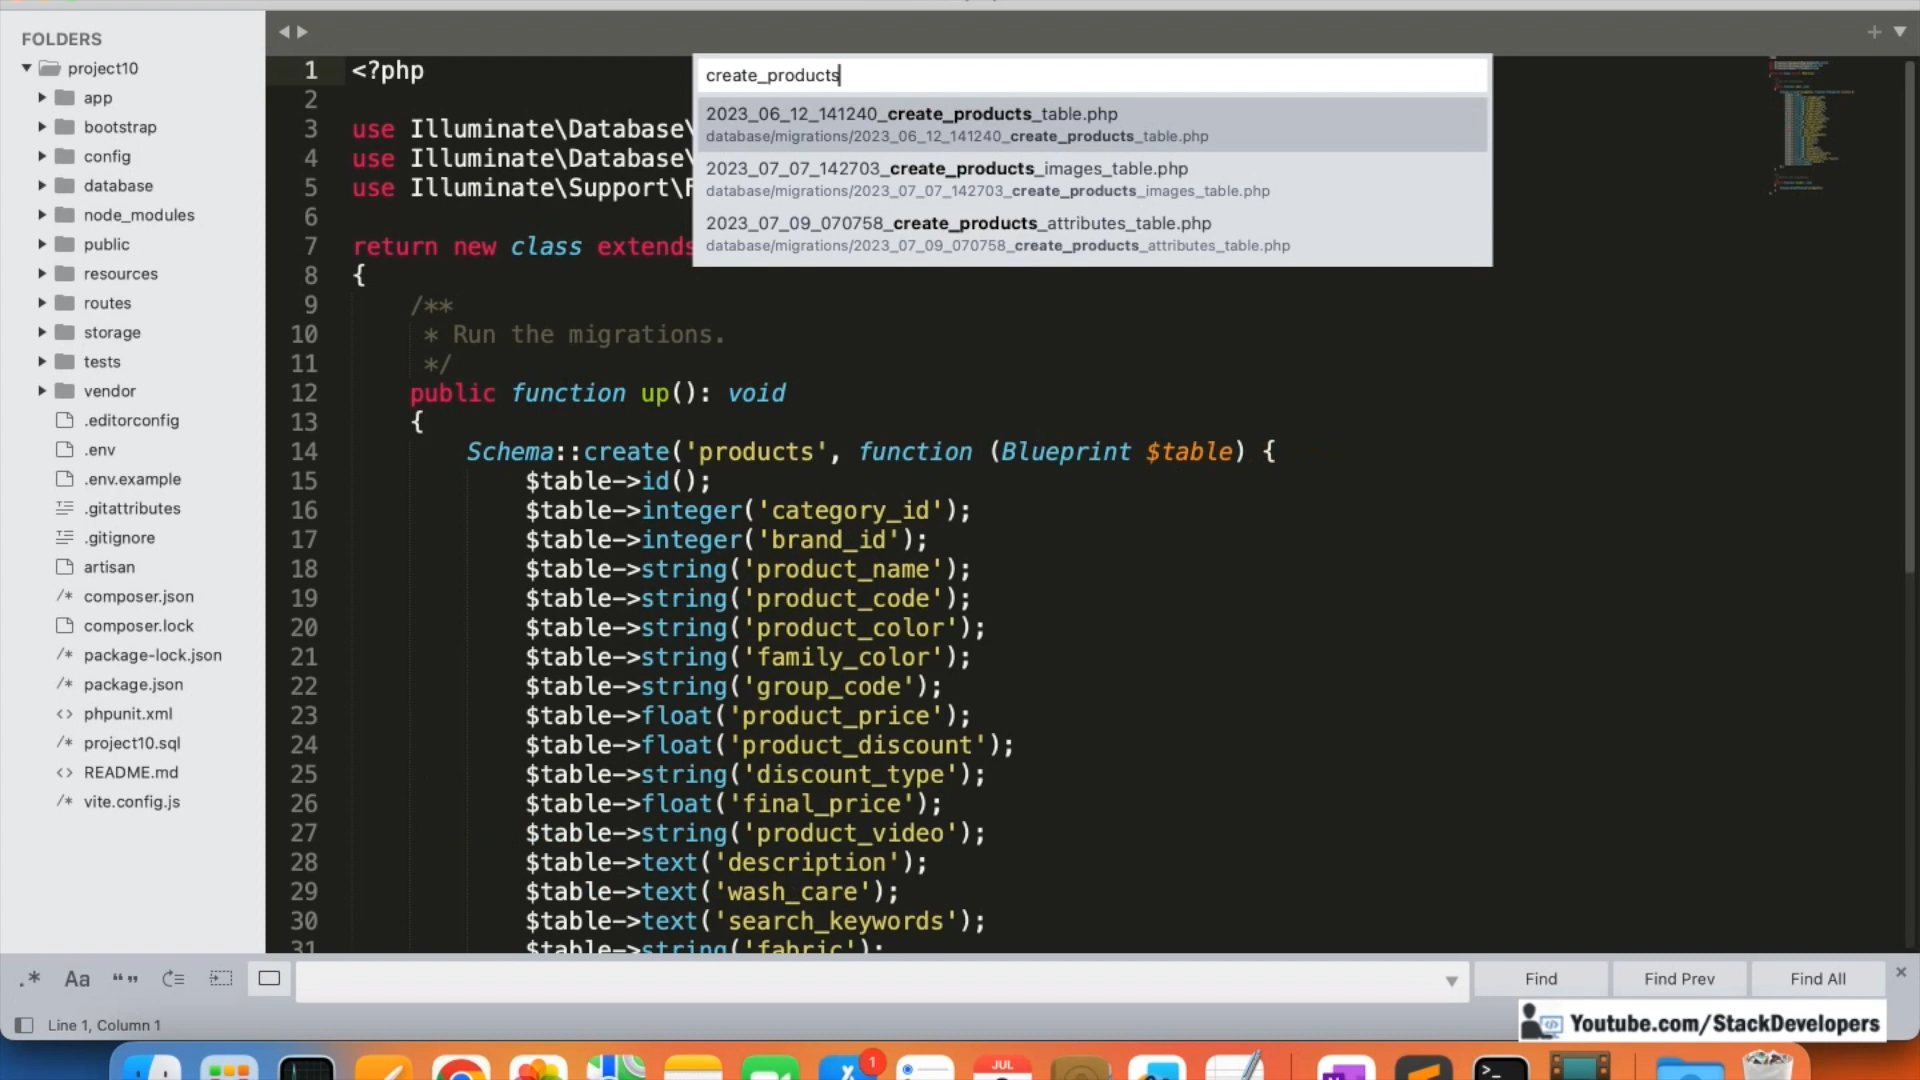 FOLDERS
project10
app
bootstrap
config
database
node_modules
public
resources
routes
storage
tests
vendor
.editorconfig
.env
.env.example
.gitattributes
.gitignore
artisan
/* composer.json
composer.lock
/* package-lock.json
/* package.json
<> phpunit.xml
/* project10.sql
<> README.md
/* vite.config.js
create_products
2023_06_12_141240_create_products_table.php
database/migrations/2023_06_12_141240_create_products_table.php
2023_07_07_142703_create_products_images_table.php
database/migrations/2023_07_07_142703_create_products_images_table.php
2023_07_09_070758_create_products_attributes_table.php
database/migrations/2023_07_09_070758_create_products_attributes_table.php
1 <?php
2
3 use Illuminate\Database\
4 use Illuminate\Database\
5 use Illuminate\Support\F
6
7 return new class extends
8 {
9 /**
10 * Run the migrations.
11 */
12 public function up(): void
13 {
14 Schema::create('products', function (Blueprint $table) {
15 $table->id();
16 $table->integer('category_id');
17 $table->integer('brand_id');
18 $table->string('product_name');
19 $table->string('product_code');
20 $table->string('product_color');
21 $table->string('family_color');
22 $table->string('group_code');
23 $table->float('product_price');
24 $table->float('product_discount');
25 $table->string('discount_type');
26 $table->float('final_price');
27 $table->string('product_video');
28 $table->text('description');
29 $table->text('wash_care');
30 $table->text('search_keywords');
31 $table->string('fabric');
.* Aa “” Find Find Prev Find All
Line 1, Column 1
Youtube.com/StackDevelopers
1
JUL